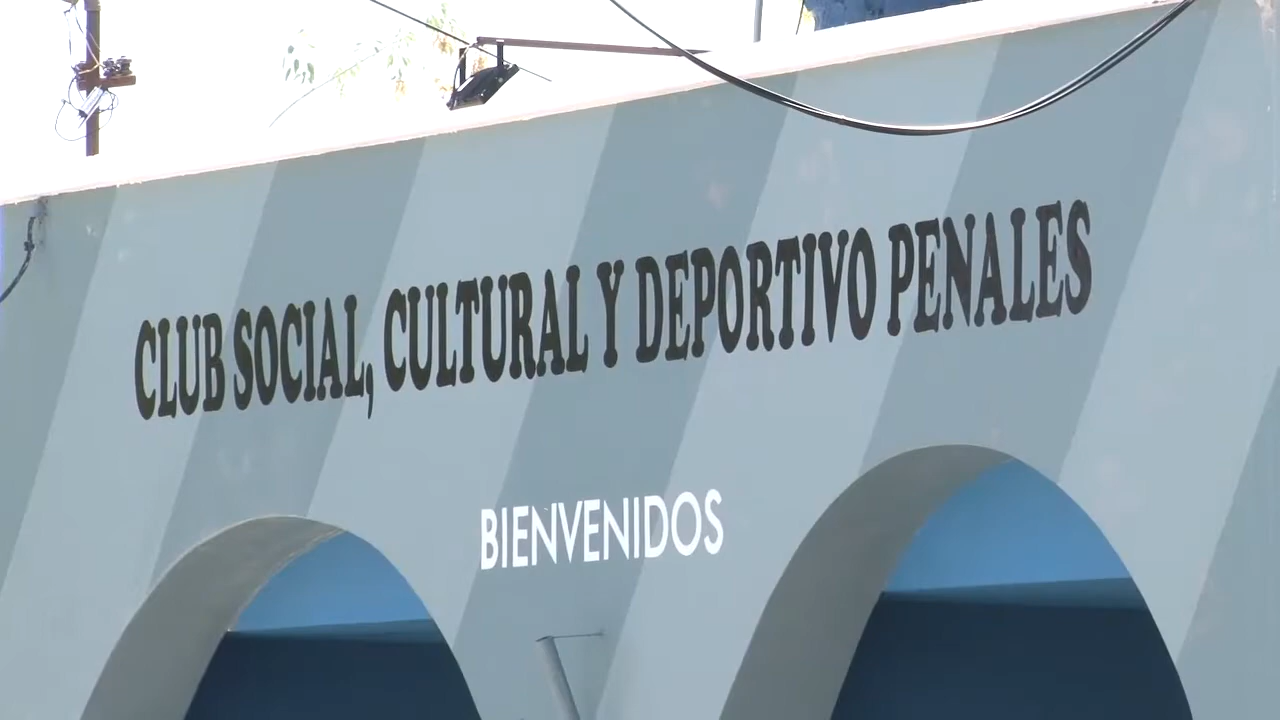 CLUB SOCIAL, CULTURAL Y DEPORTIVO PENALES
BIENVENIDOS